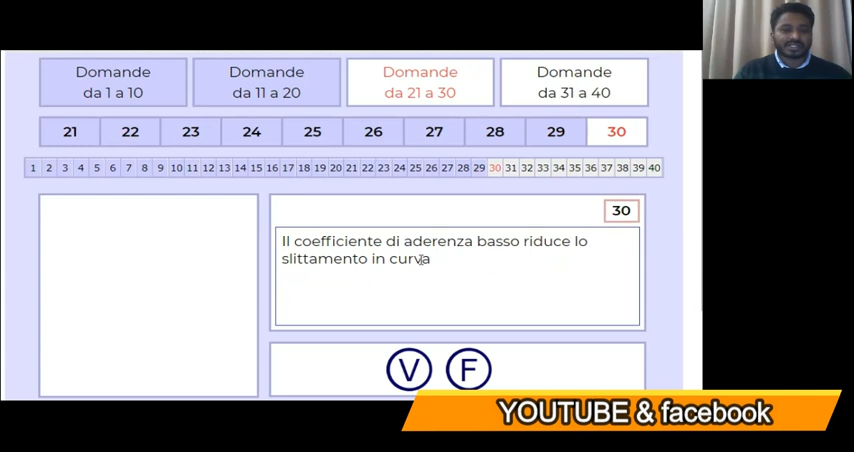 Domande
da 1 a 10
Domande
da 11 a 20
Domande
da 21 a 30
Domande
da 31 a 40
21 22 23 24 25 26 27 28 29 30
1 2 3 4 5 6 7 8 9 10 11 12 13 14 15 16 17 18 19 20 21 22 23 24 25 26 27 28 29 30 31 32 33 34 35 36 37 38 39 40
30
Il coefficiente di aderenza basso riduce lo
slittamento in curva
V F
YOUTUBE & facebook